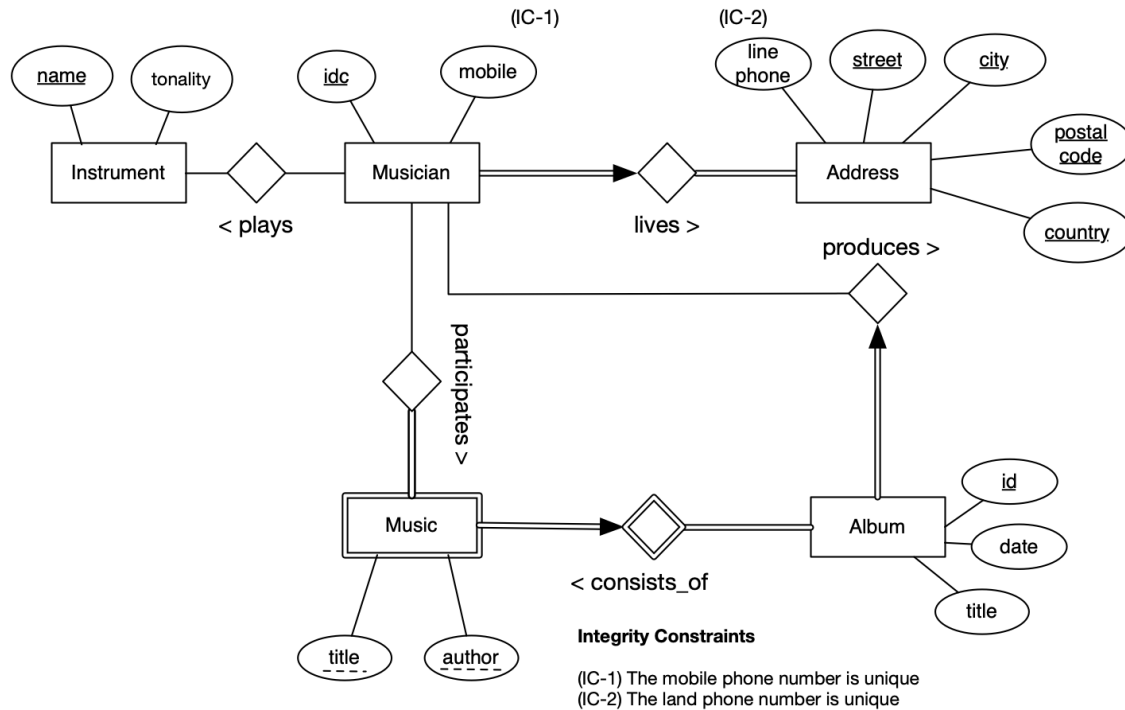 (IC-1)
(IC-2)
name
tonality
idc
mobile
line
phone
street
city
postal
code
country
Instrument
Musician
Address
< plays
lives >
produces >
participates >
Music
Album
id
date
title
< consists_of
title
author
Integrity Constraints
(IC-1) The mobile phone number is unique
(IC-2) The land phone number is unique